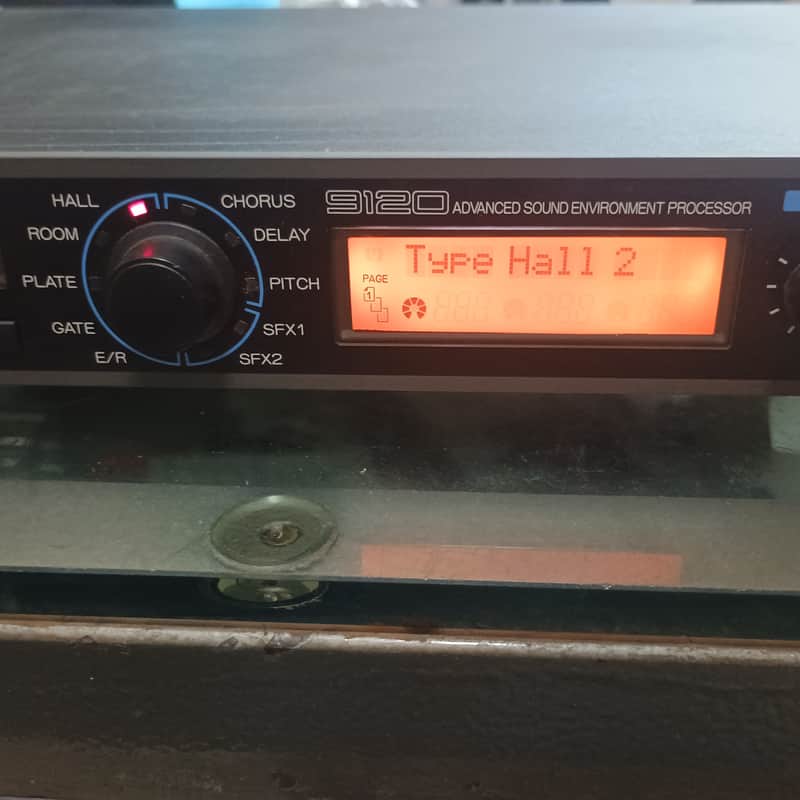 HALL
ROOM
PLATE
GATE
E/R
CHORUS
DELAY
PITCH
SFX1
SFX2
9120 ADVANCED SOUND ENVIRONMENT PROCESSOR
Type Hall 2
PAGE
1